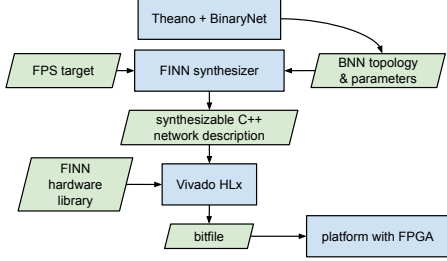 Theano + BinaryNet
FPS target
FINN synthesizer
BNN topology
& parameters
synthesizable C++
network description
FINN
hardware
library
Vivado HLx
bitfile
platform with FPGA